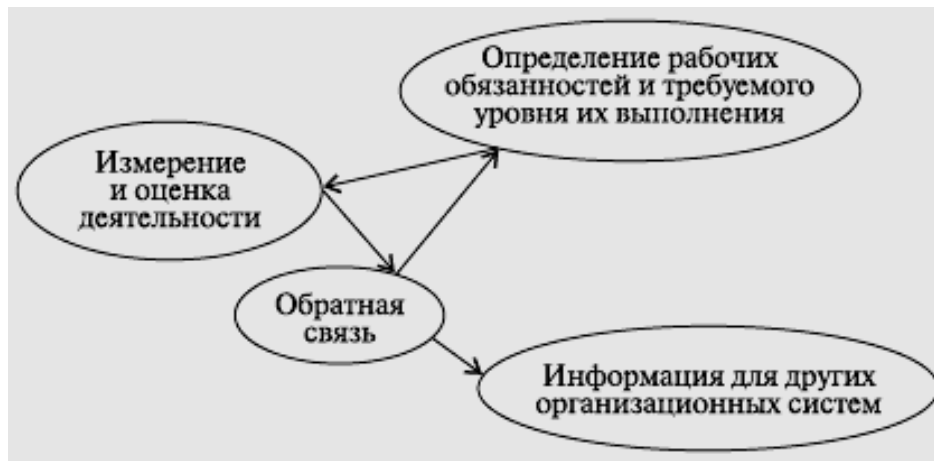 Определение рабочих
обязанностей и требуемого
уровня их выполнения
Измерение
и оценка
деятельности
Обратная
связь
Информация для других
организационных систем